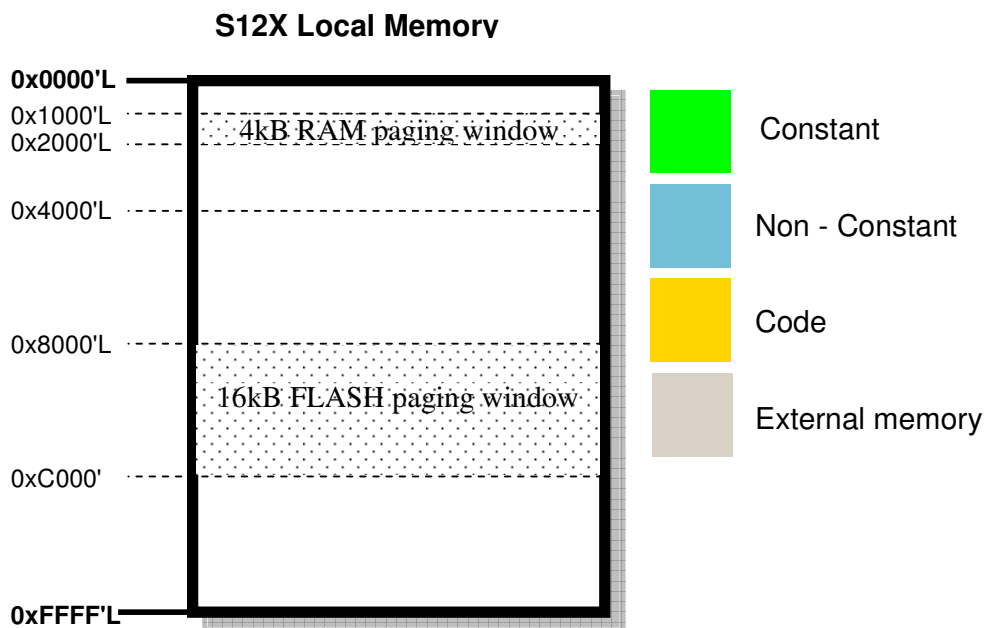 S12X Local Memory
0x0000'L
0x1000'L
4kB RAM paging window
0x2000'L
0x4000'L
0x8000'L
16kB FLASH paging window
0xC000'
0xFFFF'L
Constant
Non - Constant
Code
External memory